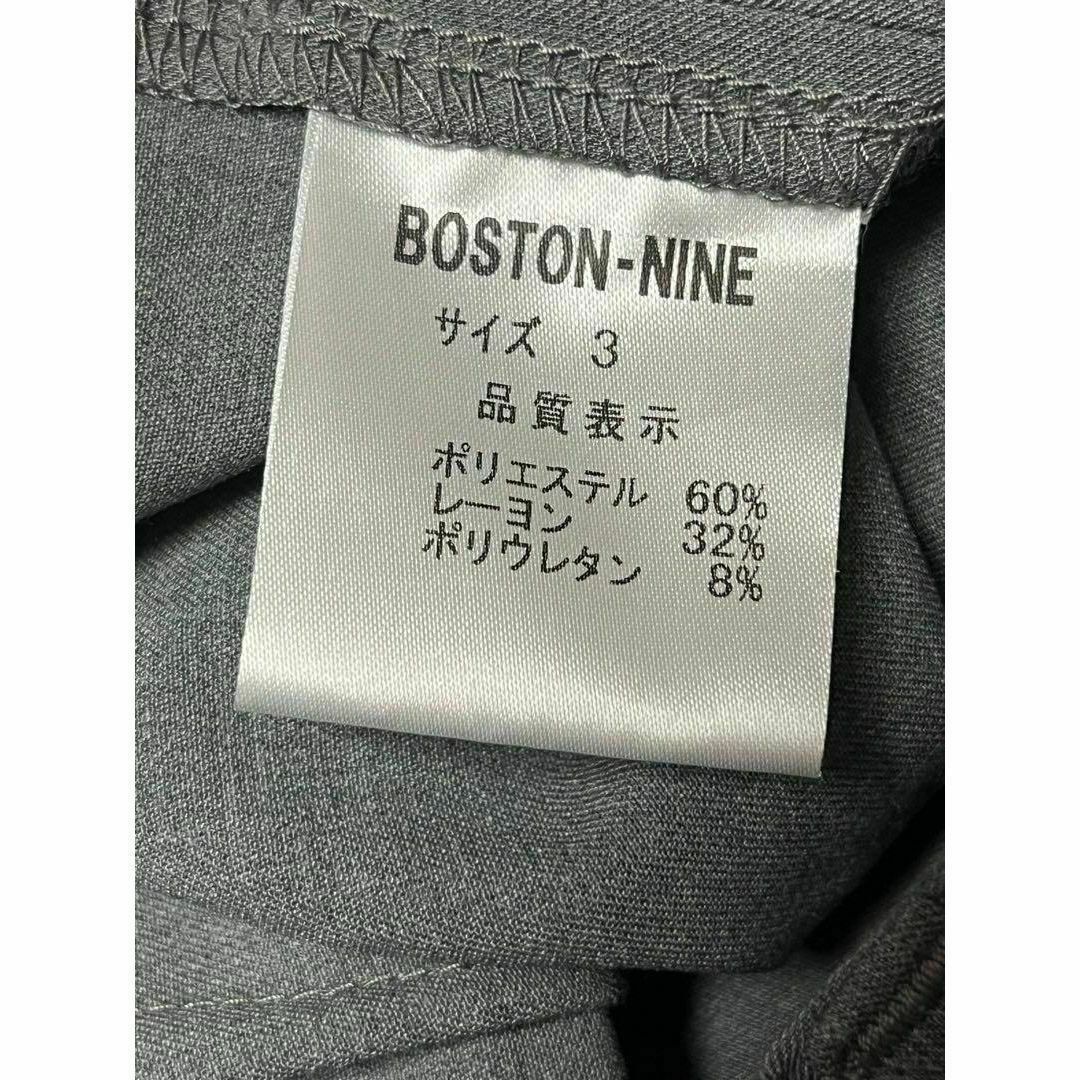 BOSTON-NINE
サイズ 3
品質表示
ポリエステル 60%
レーヨン 32%
ポリウレタン 8%